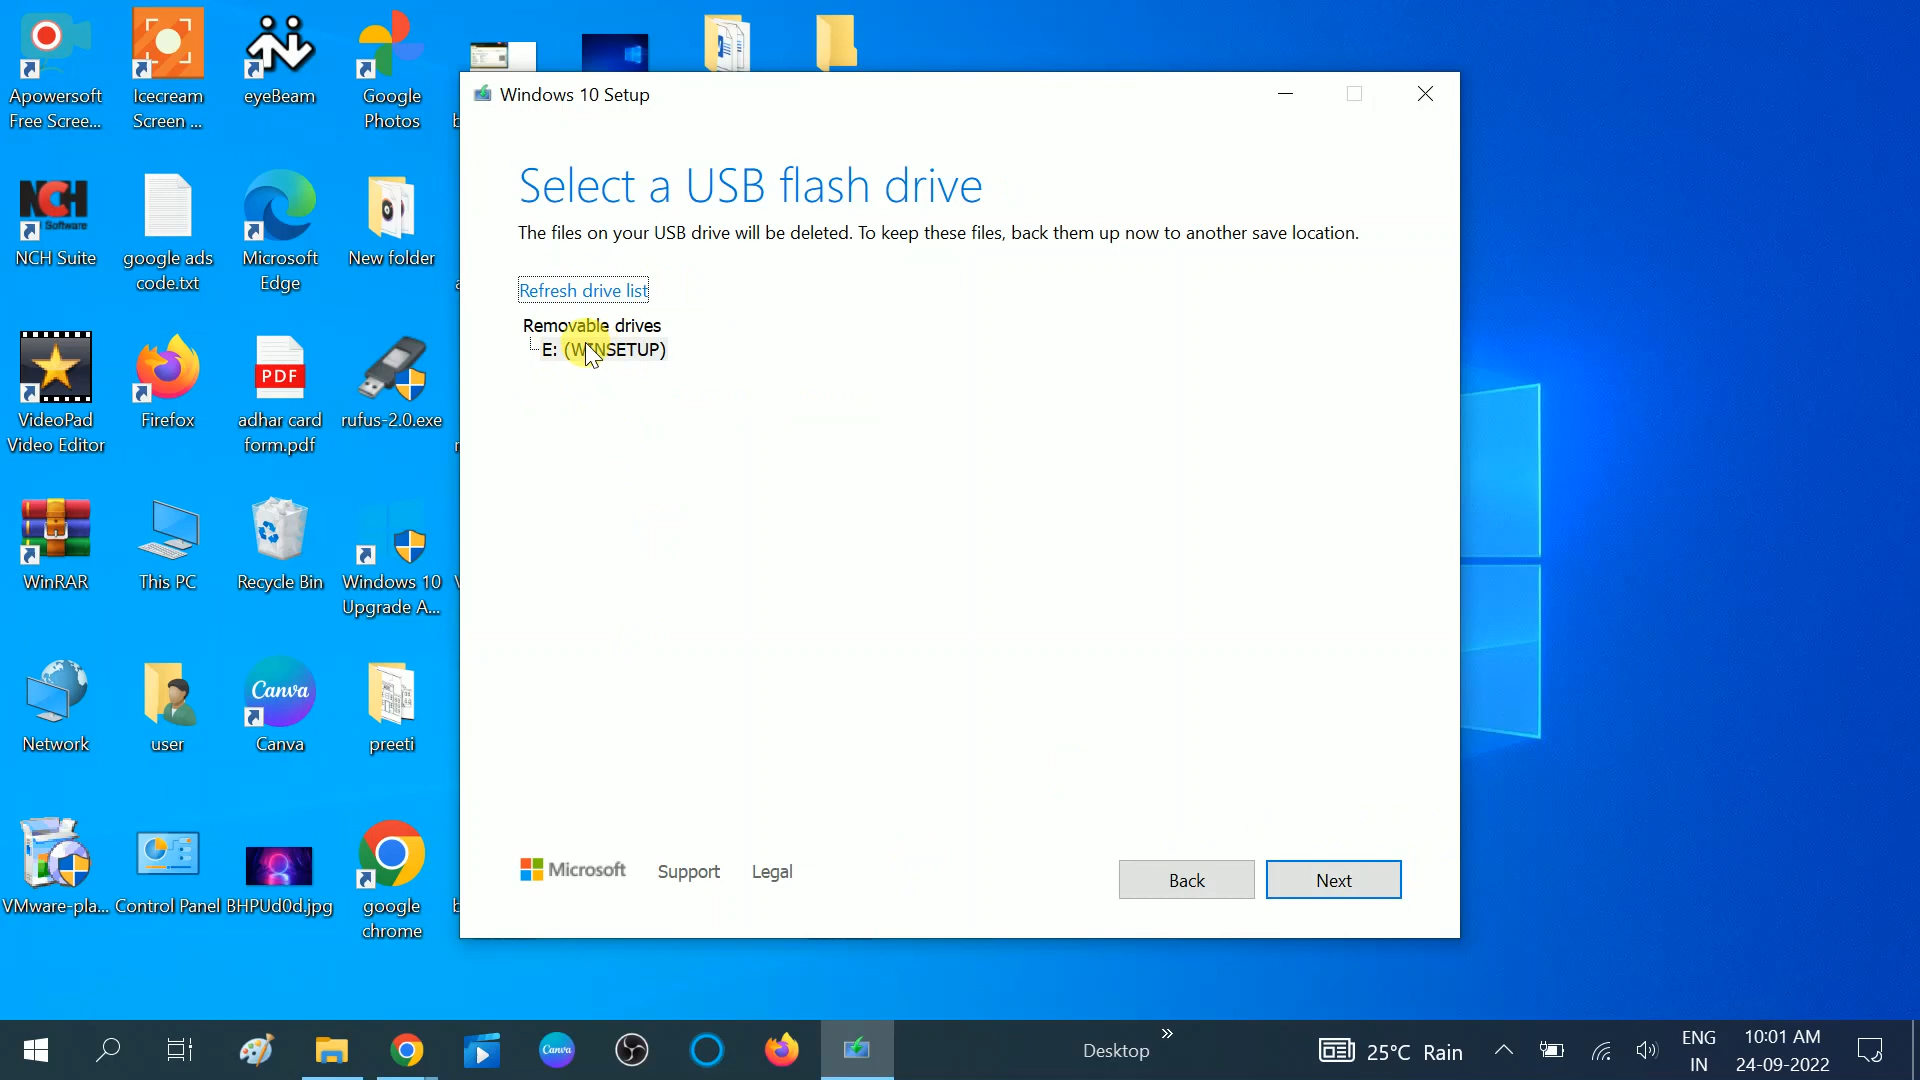 Apowersoft
Free Scree...
Icecream
Screen ...
eyeBeam
Google
Photos
NCH
Software
NCH Suite
google ads
code.txt
Microsoft
Edge
New folder
VideoPad
Video Editor
Firefox
PDF
adhar card
form.pdf
rufus-2.0.exe
WinRAR
This PC
Recycle Bin
Windows 10
Upgrade A...
Network
user
Canva
Canva
preeti
VMware-pla...
Control Panel
BHPUd0d.jpg
google
chrome
Windows 10 Setup
Select a USB flash drive
The files on your USB drive will be deleted. To keep these files, back them up now to another save location.
Refresh drive list
Removable drives
E: (WINSETUP)
Microsoft
Support
Legal
Back
Next
Canva
Desktop
25°C Rain
ENG
IN
10:01 AM
24-09-2022